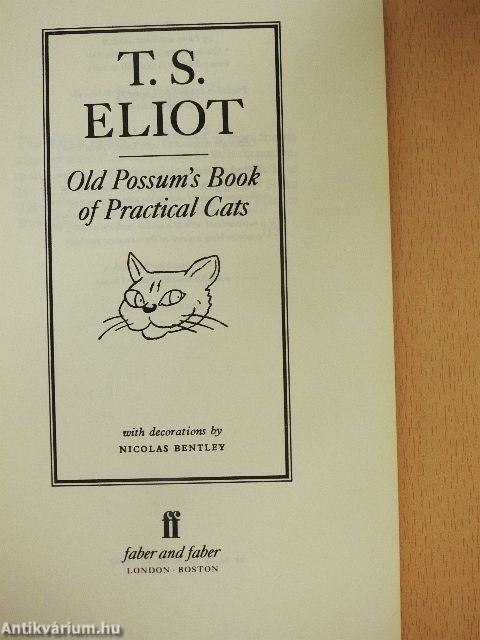 T. S.
ELIOT
Old Possum's Book
of Practical Cats
with decorations by
NICOLAS BENTLEY
ff
faber and faber
LONDON · BOSTON
Antikvárium.hu